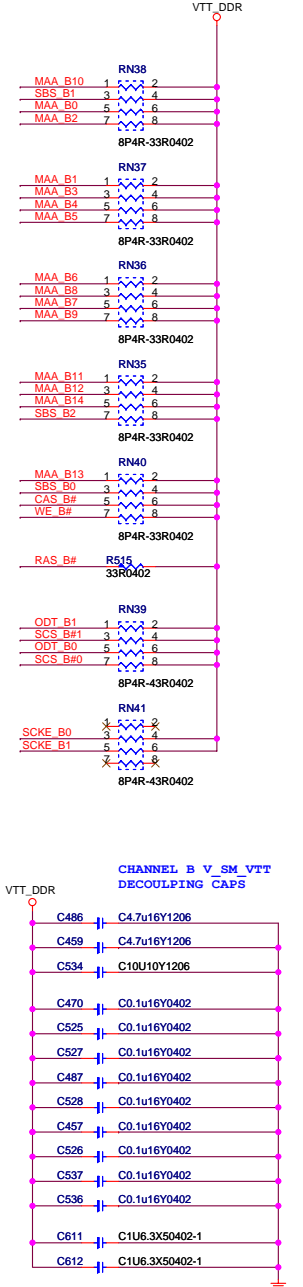 VTT_DDR
RN38
MAA_B10 1 2
SBS_B1 3 4
MAA_B0 5 6
MAA_B2 7 8
8P4R-33R0402
RN37
MAA_B1 1 2
MAA_B3 3 4
MAA_B4 5 6
MAA_B5 7 8
8P4R-33R0402
RN36
MAA_B6 1 2
MAA_B8 3 4
MAA_B7 5 6
MAA_B9 7 8
8P4R-33R0402
RN35
MAA_B11 1 2
MAA_B12 3 4
MAA_B14 5 6
SBS_B2 7 8
8P4R-33R0402
RN40
MAA_B13 1 2
SBS_B0 3 4
CAS_B# 5 6
WE_B# 7 8
8P4R-33R0402
RAS_B# R515
33R0402
RN39
ODT_B1 1 2
SCS_B#1 3 4
ODT_B0 5 6
SCS_B#0 7 8
8P4R-43R0402
RN41
1 2
SCKE_B0 3 4
SCKE_B1 5 6
7 8
8P4R-43R0402
CHANNEL B V_SM_VTT
DECOULPING CAPS
VTT_DDR
C486 C4.7u16Y1206
C459 C4.7u16Y1206
C534 C10U10Y1206
C470 C0.1u16Y0402
C525 C0.1u16Y0402
C527 C0.1u16Y0402
C487 C0.1u16Y0402
C528 C0.1u16Y0402
C457 C0.1u16Y0402
C526 C0.1u16Y0402
C537 C0.1u16Y0402
C536 C0.1u16Y0402
C611 C1U6.3X50402-1
C612 C1U6.3X50402-1